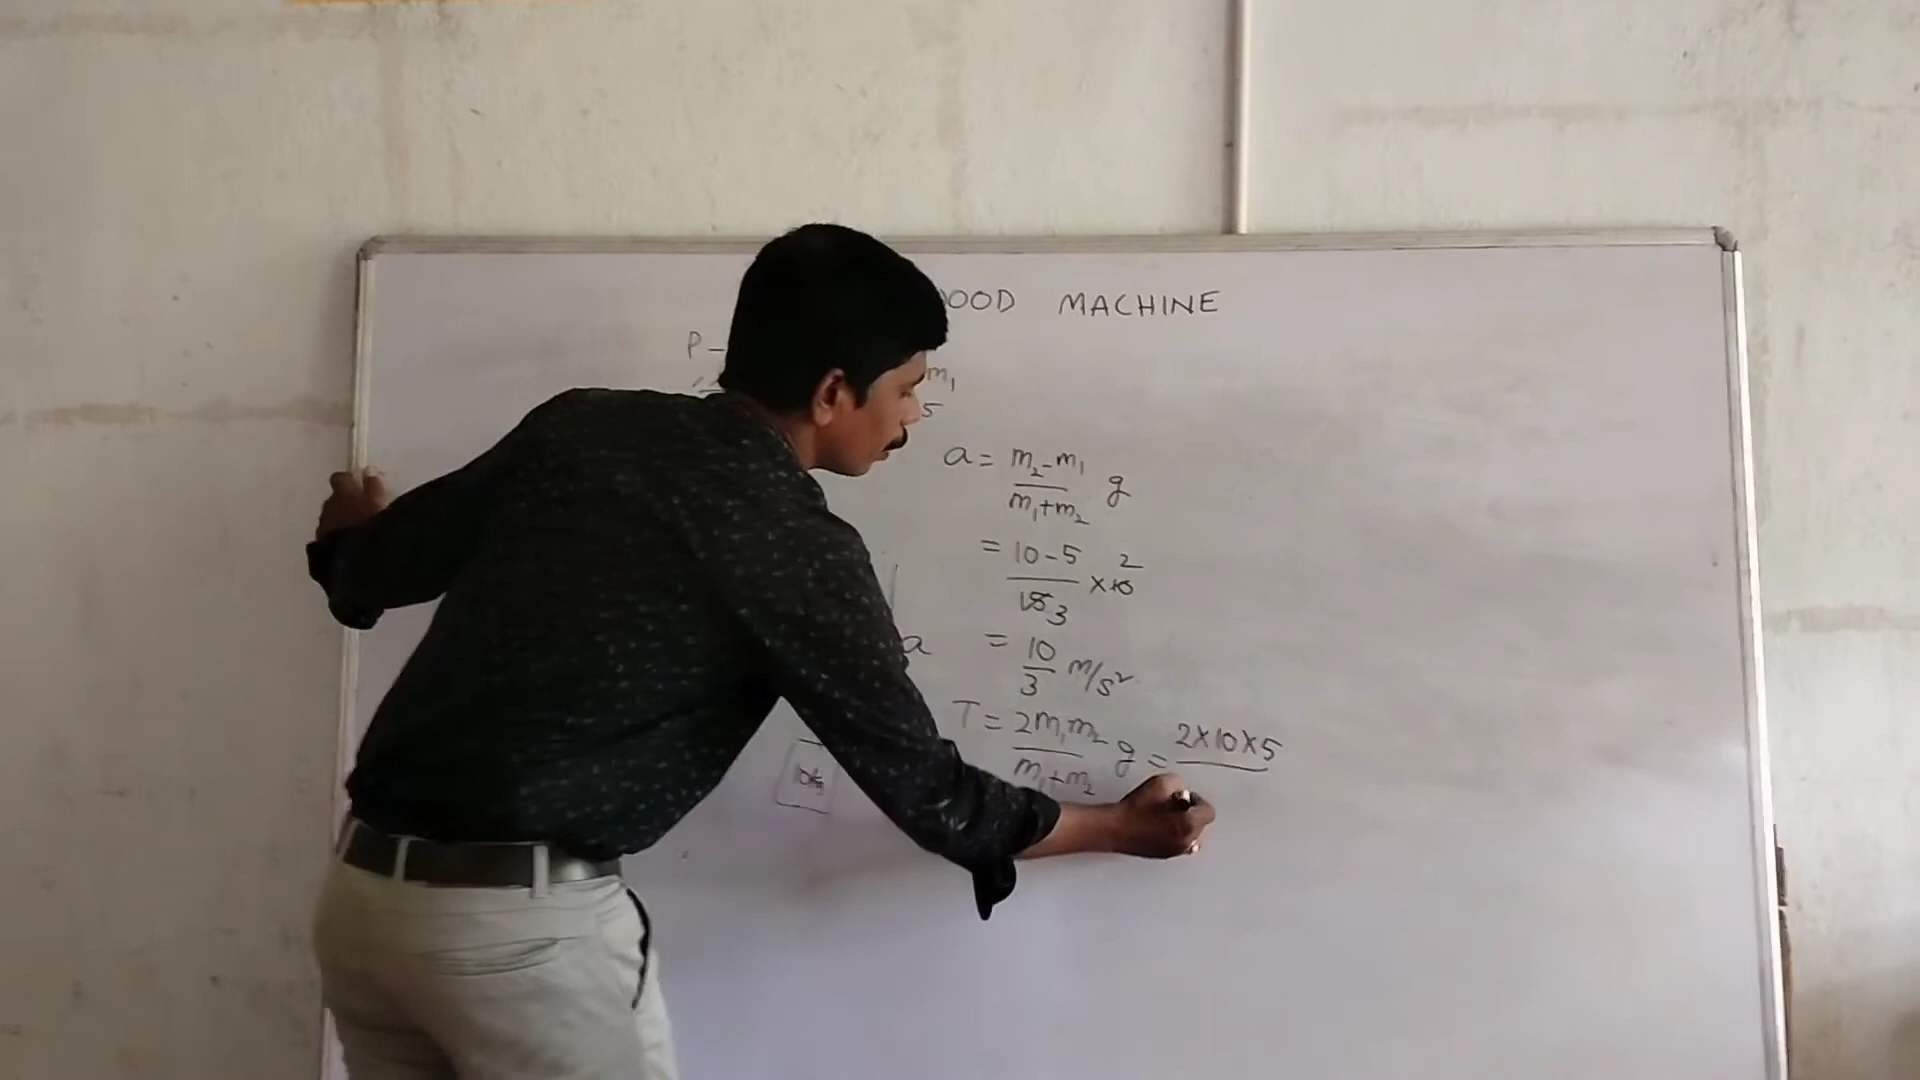 OOD MACHINE
P-
m₁
5
a = (m₂-m₁)/(m₁+m₂) g
= (10-5)/(15 3) × 10 2
a = 10/3 m/s²
T = (2m₁m₂)/(m₁+m₂) g = 2×10×5
10kg